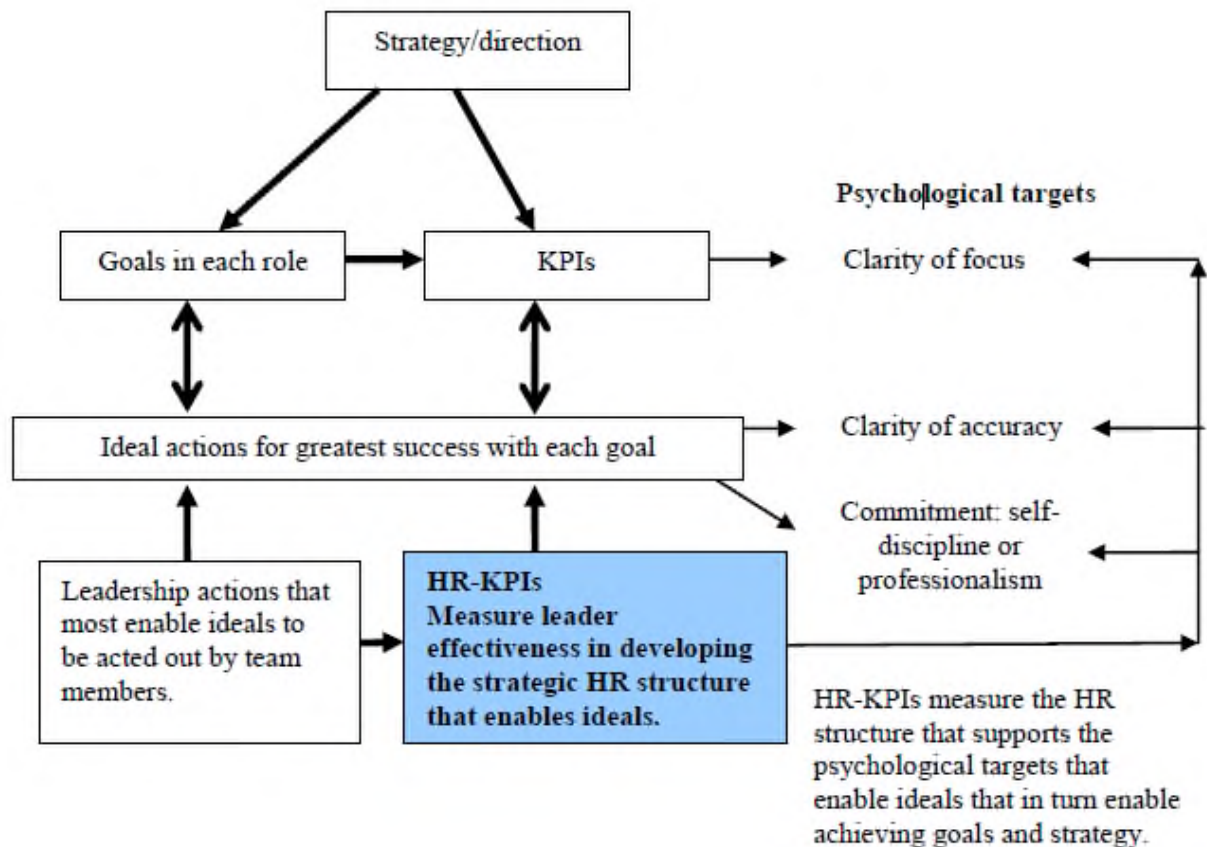 Strategy/direction
Psychological targets
Goals in each role
KPIs
Clarity of focus
Ideal actions for greatest success with each goal
Clarity of accuracy
Commitment: self-
discipline or
professionalism
Leadership actions that
most enable ideals to
be acted out by team
members.
HR-KPIs
Measure leader
effectiveness in developing
the strategic HR structure
that enables ideals.
HR-KPIs measure the HR
structure that supports the
psychological targets that
enable ideals that in turn enable
achieving goals and strategy.